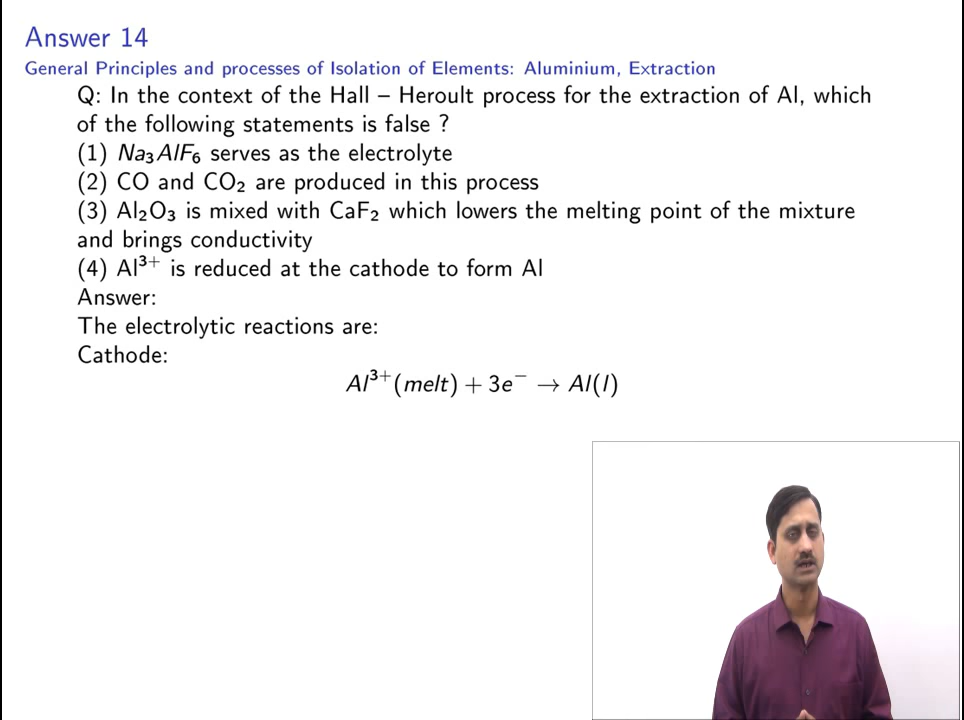 Answer 14
General Principles and processes of Isolation of Elements: Aluminium, Extraction
Q: In the context of the Hall – Heroult process for the extraction of Al, which
of the following statements is false ?
(1) Na₃AlF₆ serves as the electrolyte
(2) CO and CO₂ are produced in this process
(3) Al₂O₃ is mixed with CaF₂ which lowers the melting point of the mixture
and brings conductivity
(4) Al³⁺ is reduced at the cathode to form Al
Answer:
The electrolytic reactions are:
Cathode:
Al³⁺(melt) + 3e⁻ → Al(l)